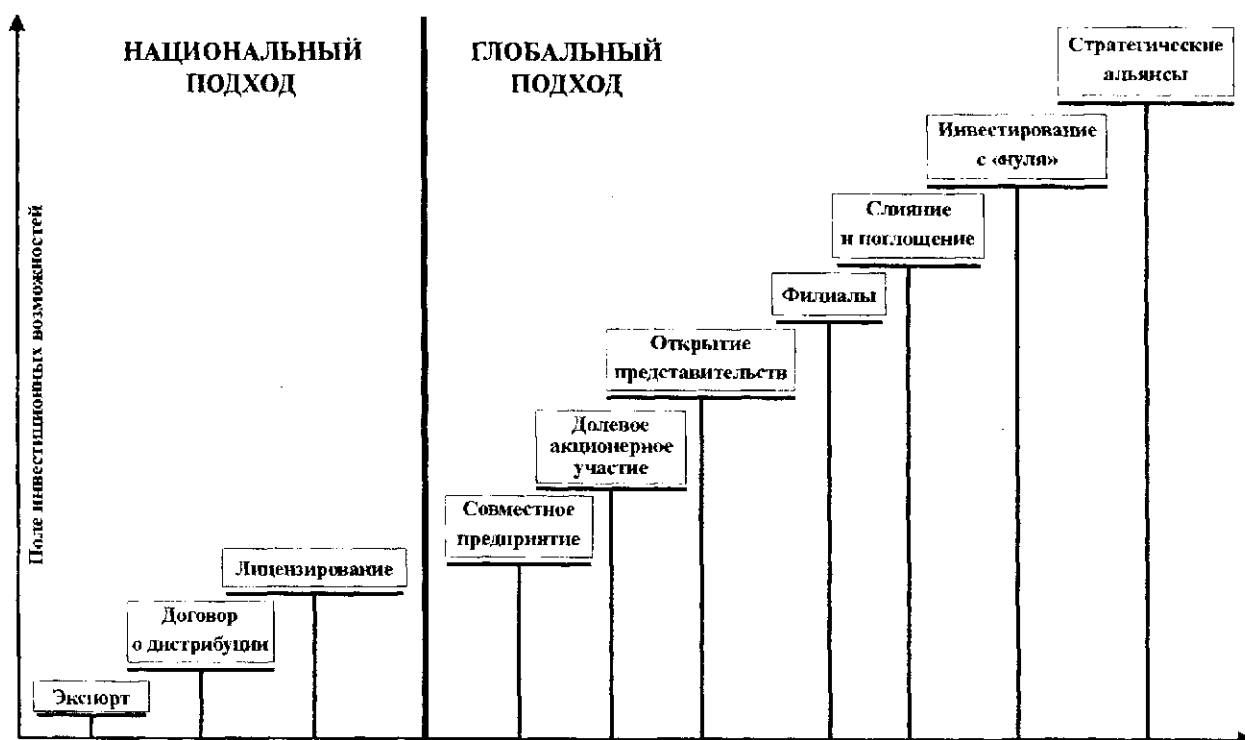 НАЦИОНАЛЬНЫЙ
ПОДХОД
ГЛОБАЛЬНЫЙ
ПОДХОД
Поле инвестиционных возможностей
Экспорт
Договор
о дистрибуции
Лицензирование
Совместное
предприятие
Долевое
акционерное
участие
Открытие
представительств
Филиалы
Слияние
и поглощение
Инвестирование
с «нуля»
Стратегические
альянсы